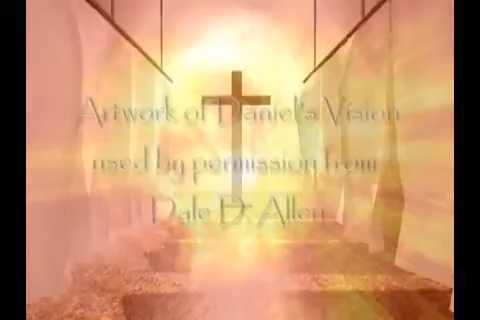 Artwork of Daniel's Vision
used by permission from
Dale D. Allen